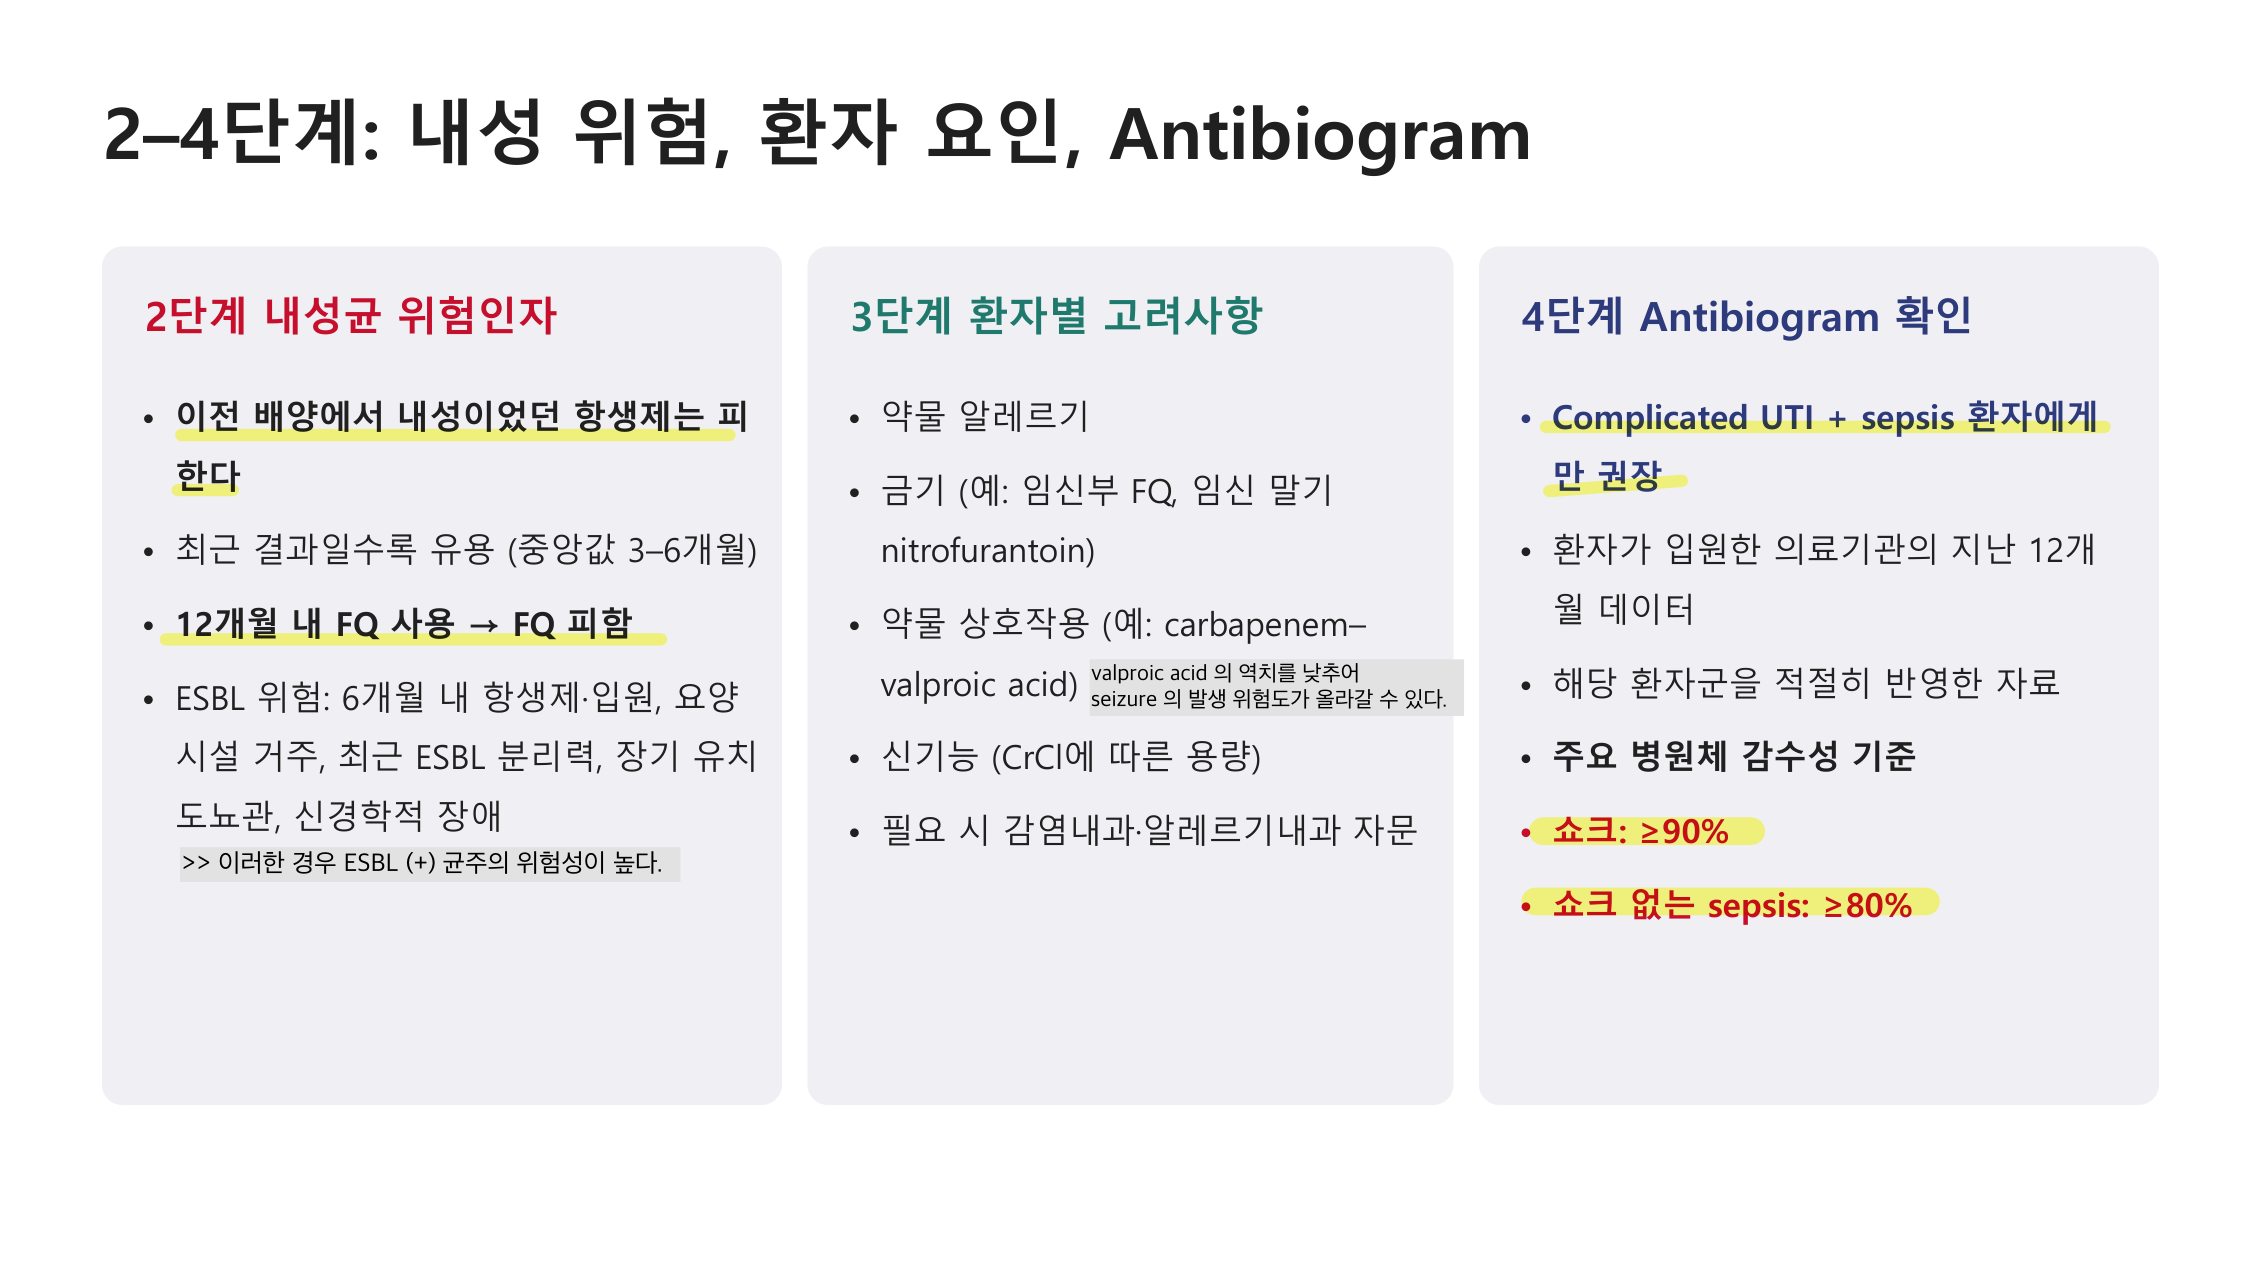 2–4단계: 내성 위험, 환자 요인, Antibiogram
2단계 내성균 위험인자
• 이전 배양에서 내성이었던 항생제는 피
한다
• 최근 결과일수록 유용 (중앙값 3–6개월)
• 12개월 내 FQ 사용 → FQ 피함
• ESBL 위험: 6개월 내 항생제·입원, 요양
시설 거주, 최근 ESBL 분리력, 장기 유치
도뇨관, 신경학적 장애
>> 이러한 경우 ESBL (+) 균주의 위험성이 높다.
3단계 환자별 고려사항
• 약물 알레르기
• 금기 (예: 임신부 FQ, 임신 말기
nitrofurantoin)
• 약물 상호작용 (예: carbapenem–
valproic acid)
valproic acid 의 역치를 낮추어
seizure 의 발생 위험도가 올라갈 수 있다.
• 신기능 (CrCl에 따른 용량)
• 필요 시 감염내과·알레르기내과 자문
4단계 Antibiogram 확인
• Complicated UTI + sepsis 환자에게
만 권장
• 환자가 입원한 의료기관의 지난 12개
월 데이터
• 해당 환자군을 적절히 반영한 자료
• 주요 병원체 감수성 기준
• 쇼크: ≥90%
• 쇼크 없는 sepsis: ≥80%